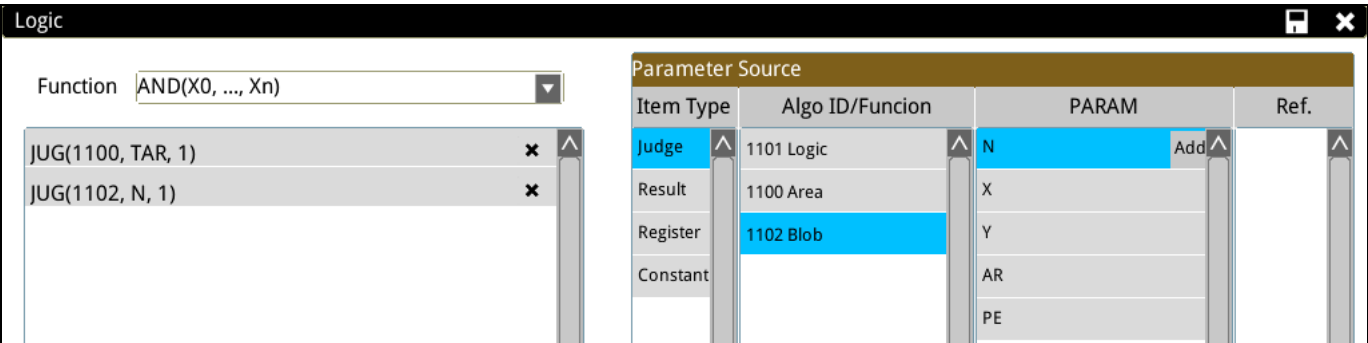 Logic
Function AND(X0, ..., Xn)
JUG(1100, TAR, 1)
JUG(1102, N, 1)
Parameter Source
Item Type Algo ID/Funcion PARAM Ref.
Judge 1101 Logic N Add
Result 1100 Area X
Register 1102 Blob Y
Constant AR
PE